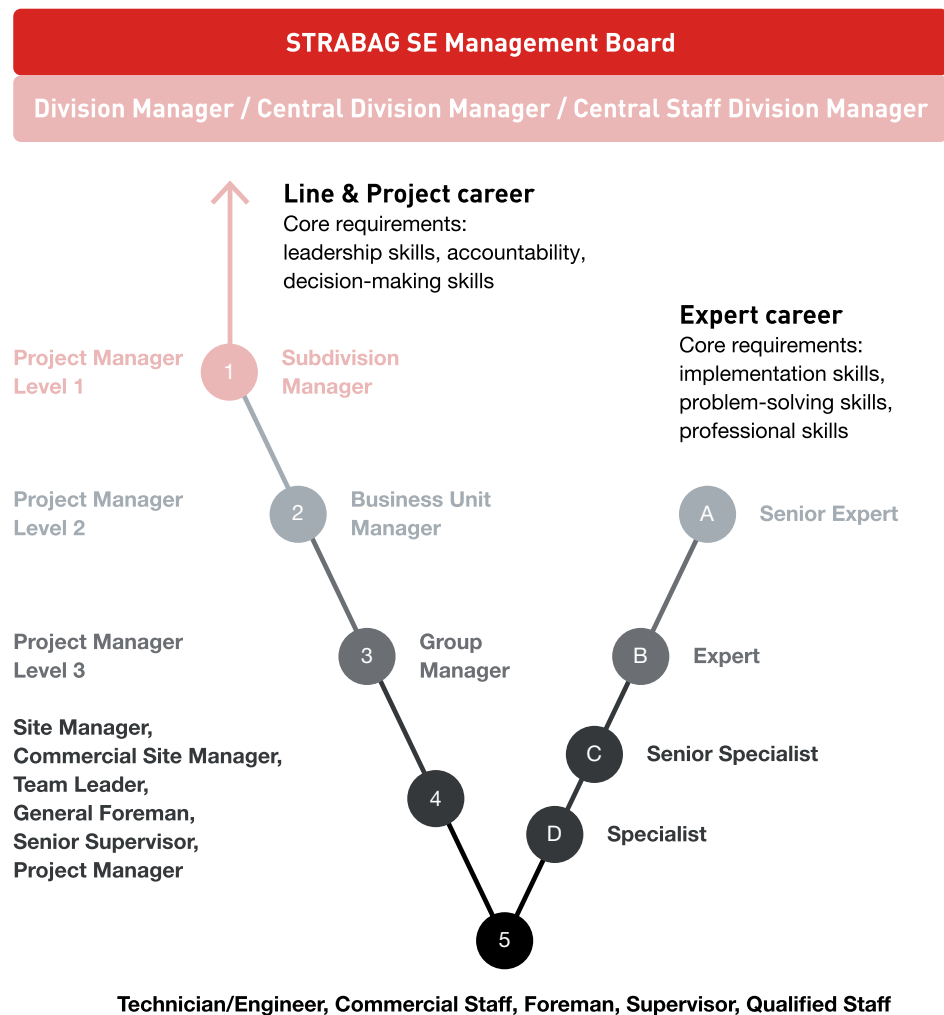 STRABAG SE Management Board
Division Manager / Central Division Manager / Central Staff Division Manager
Line & Project career
Core requirements:
leadership skills, accountability,
decision-making skills
Expert career
Core requirements:
implementation skills,
problem-solving skills,
professional skills
Project Manager
Level 1
1
Subdivision
Manager
Project Manager
Level 2
2
Business Unit
Manager
A
Senior Expert
Project Manager
Level 3
3
Group
Manager
B
Expert
Site Manager,
Commercial Site Manager,
Team Leader,
General Foreman,
Senior Supervisor,
Project Manager
4
C
Senior Specialist
D
Specialist
5
Technician/Engineer, Commercial Staff, Foreman, Supervisor, Qualified Staff